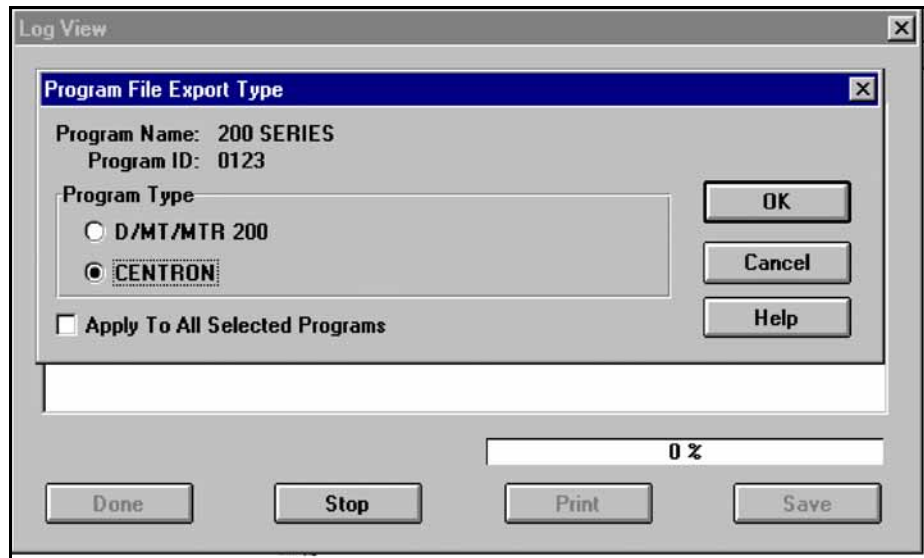 Log View
Program File Export Type
Program Name: 200 SERIES
Program ID: 0123
Program Type
D/MT/MTR 200
CENTRON
Apply To All Selected Programs
OK
Cancel
Help
0 %
Done
Stop
Print
Save